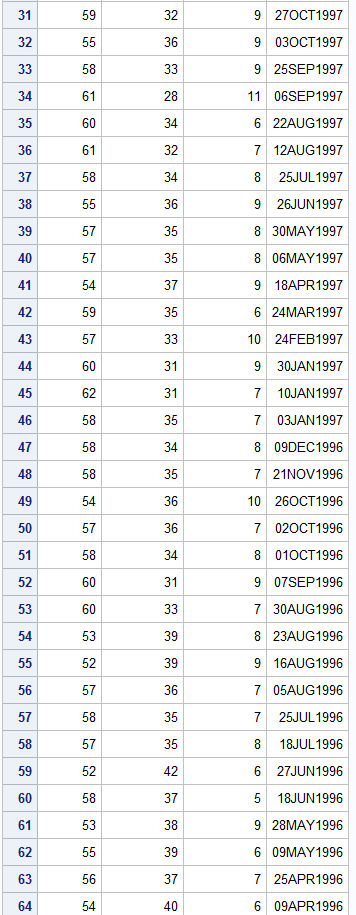 31 59 32 9 27OCT1997
32 55 36 9 03OCT1997
33 58 33 9 25SEP1997
34 61 28 11 06SEP1997
35 60 34 6 22AUG1997
36 61 32 7 12AUG1997
37 58 34 8 25JUL1997
38 55 36 9 26JUN1997
39 57 35 8 30MAY1997
40 57 35 8 06MAY1997
41 54 37 9 18APR1997
42 59 35 6 24MAR1997
43 57 33 10 24FEB1997
44 60 31 9 30JAN1997
45 62 31 7 10JAN1997
46 58 35 7 03JAN1997
47 58 34 8 09DEC1996
48 58 35 7 21NOV1996
49 54 36 10 26OCT1996
50 57 36 7 02OCT1996
51 58 34 8 01OCT1996
52 60 31 9 07SEP1996
53 60 33 7 30AUG1996
54 53 39 8 23AUG1996
55 52 39 9 16AUG1996
56 57 36 7 05AUG1996
57 58 35 7 25JUL1996
58 57 35 8 18JUL1996
59 52 42 6 27JUN1996
60 58 37 5 18JUN1996
61 53 38 9 28MAY1996
62 55 39 6 09MAY1996
63 56 37 7 25APR1996
64 54 40 6 09APR1996